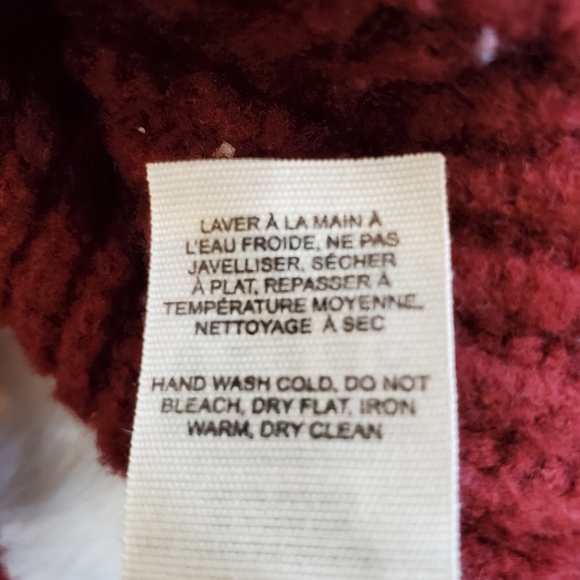 LAVER À LA MAIN À
L'EAU FROIDE, NE PAS
JAVELLISER, SÉCHER
À PLAT, REPASSER À
TEMPÉRATURE MOYENNE,
NETTOYAGE À SEC
HAND WASH COLD, DO NOT
BLEACH, DRY FLAT, IRON
WARM, DRY CLEAN